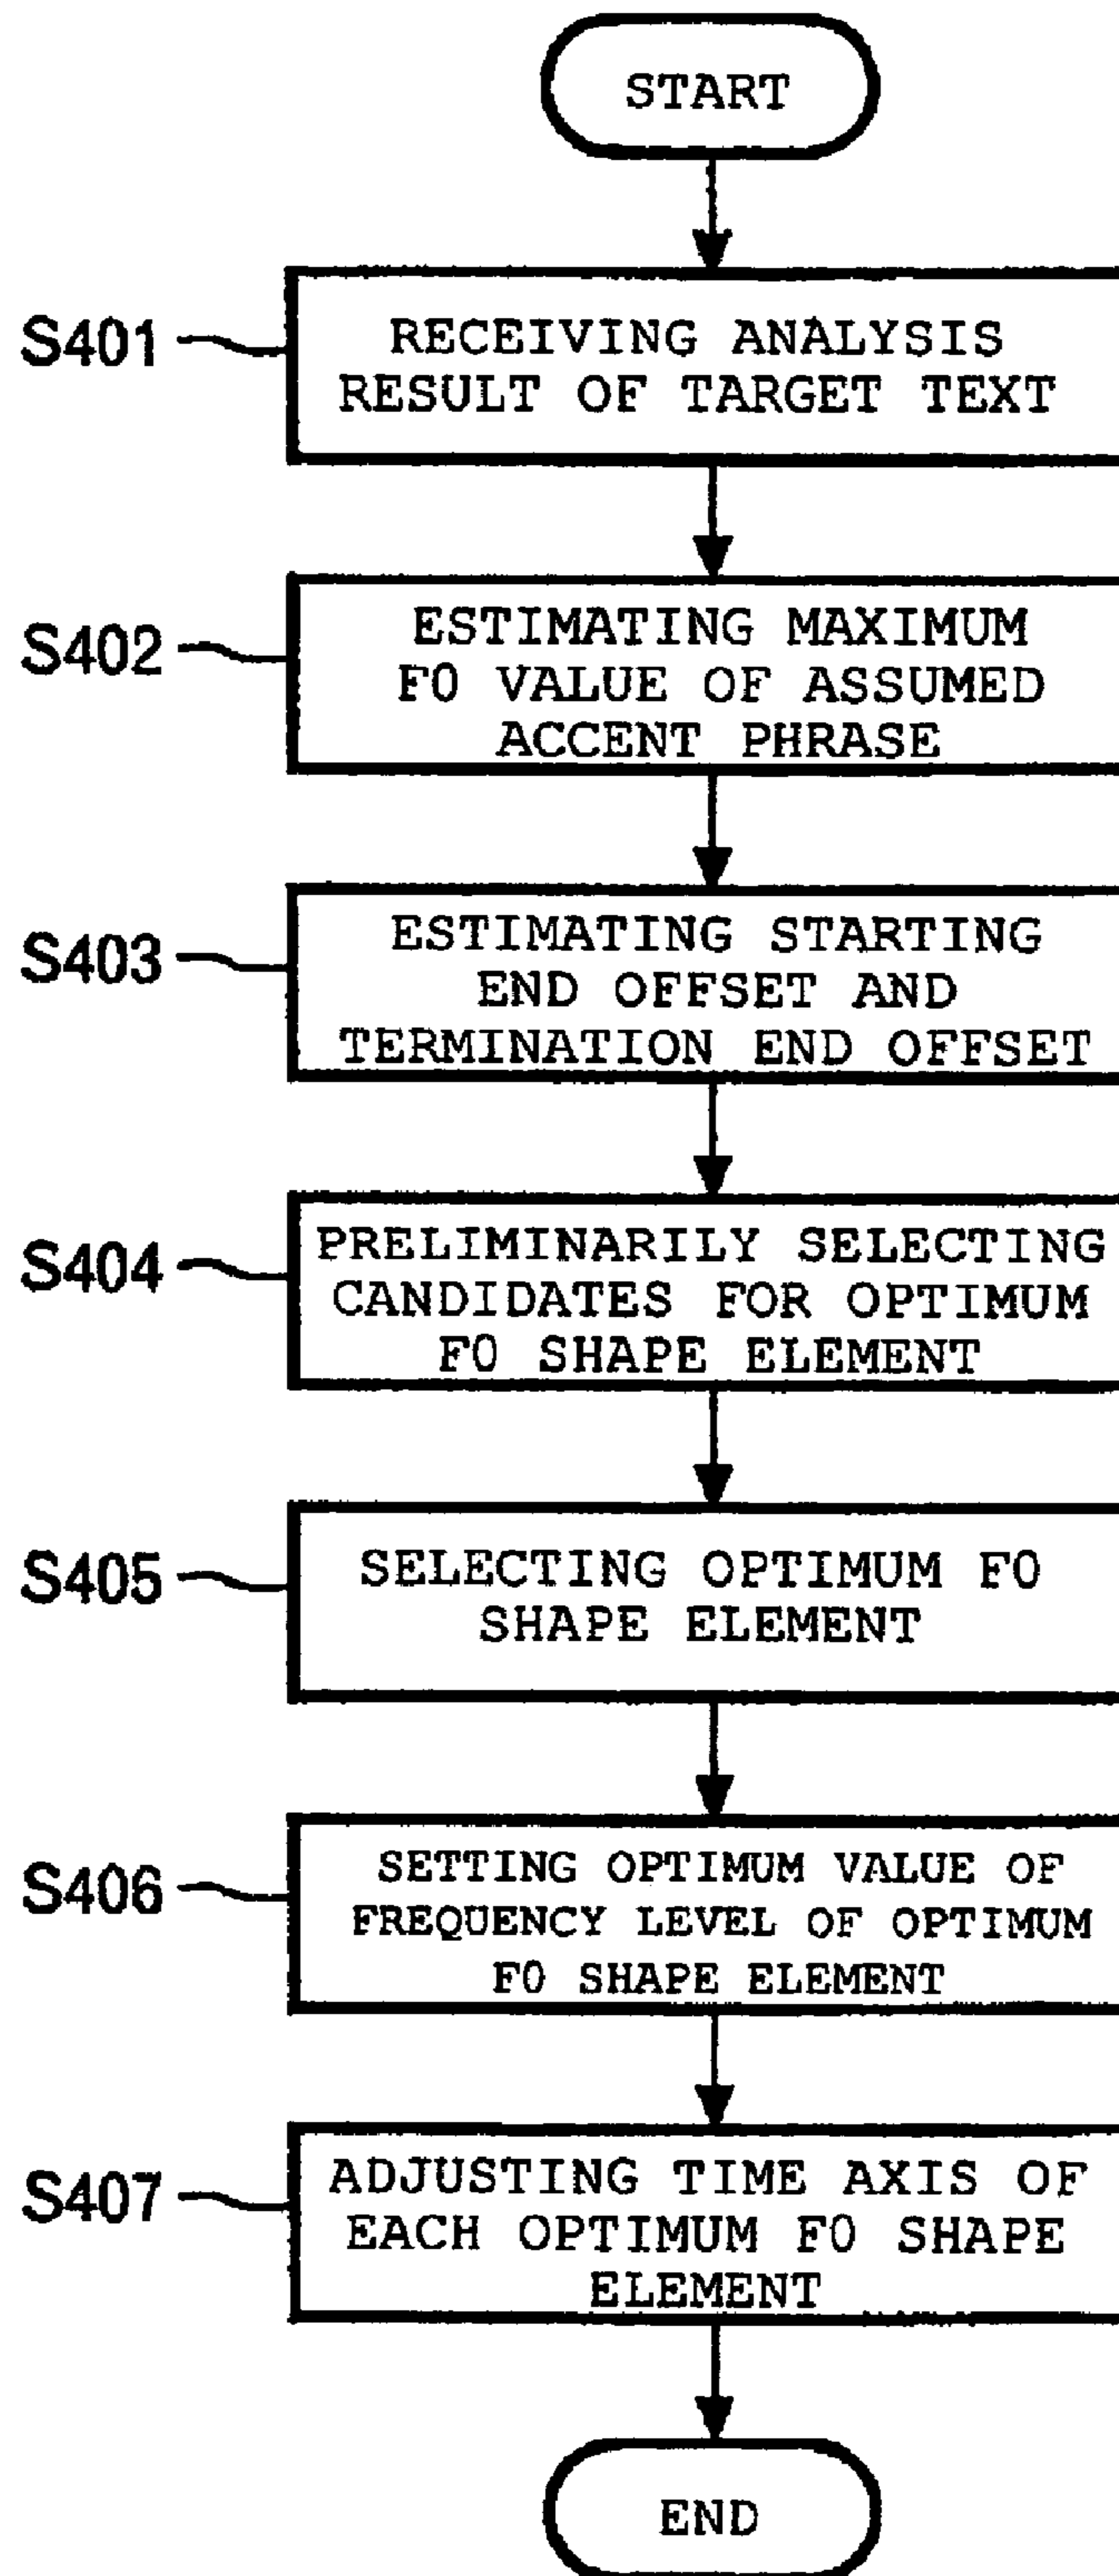 START
S401
RECEIVING ANALYSIS
RESULT OF TARGET TEXT
S402
ESTIMATING MAXIMUM
F0 VALUE OF ASSUMED
ACCENT PHRASE
S403
ESTIMATING STARTING
END OFFSET AND
TERMINATION END OFFSET
S404
PRELIMINARILY SELECTING
CANDIDATES FOR OPTIMUM
F0 SHAPE ELEMENT
S405
SELECTING OPTIMUM F0
SHAPE ELEMENT
S406
SETTING OPTIMUM VALUE OF
FREQUENCY LEVEL OF OPTIMUM
F0 SHAPE ELEMENT
S407
ADJUSTING TIME AXIS OF
EACH OPTIMUM F0 SHAPE
ELEMENT
END